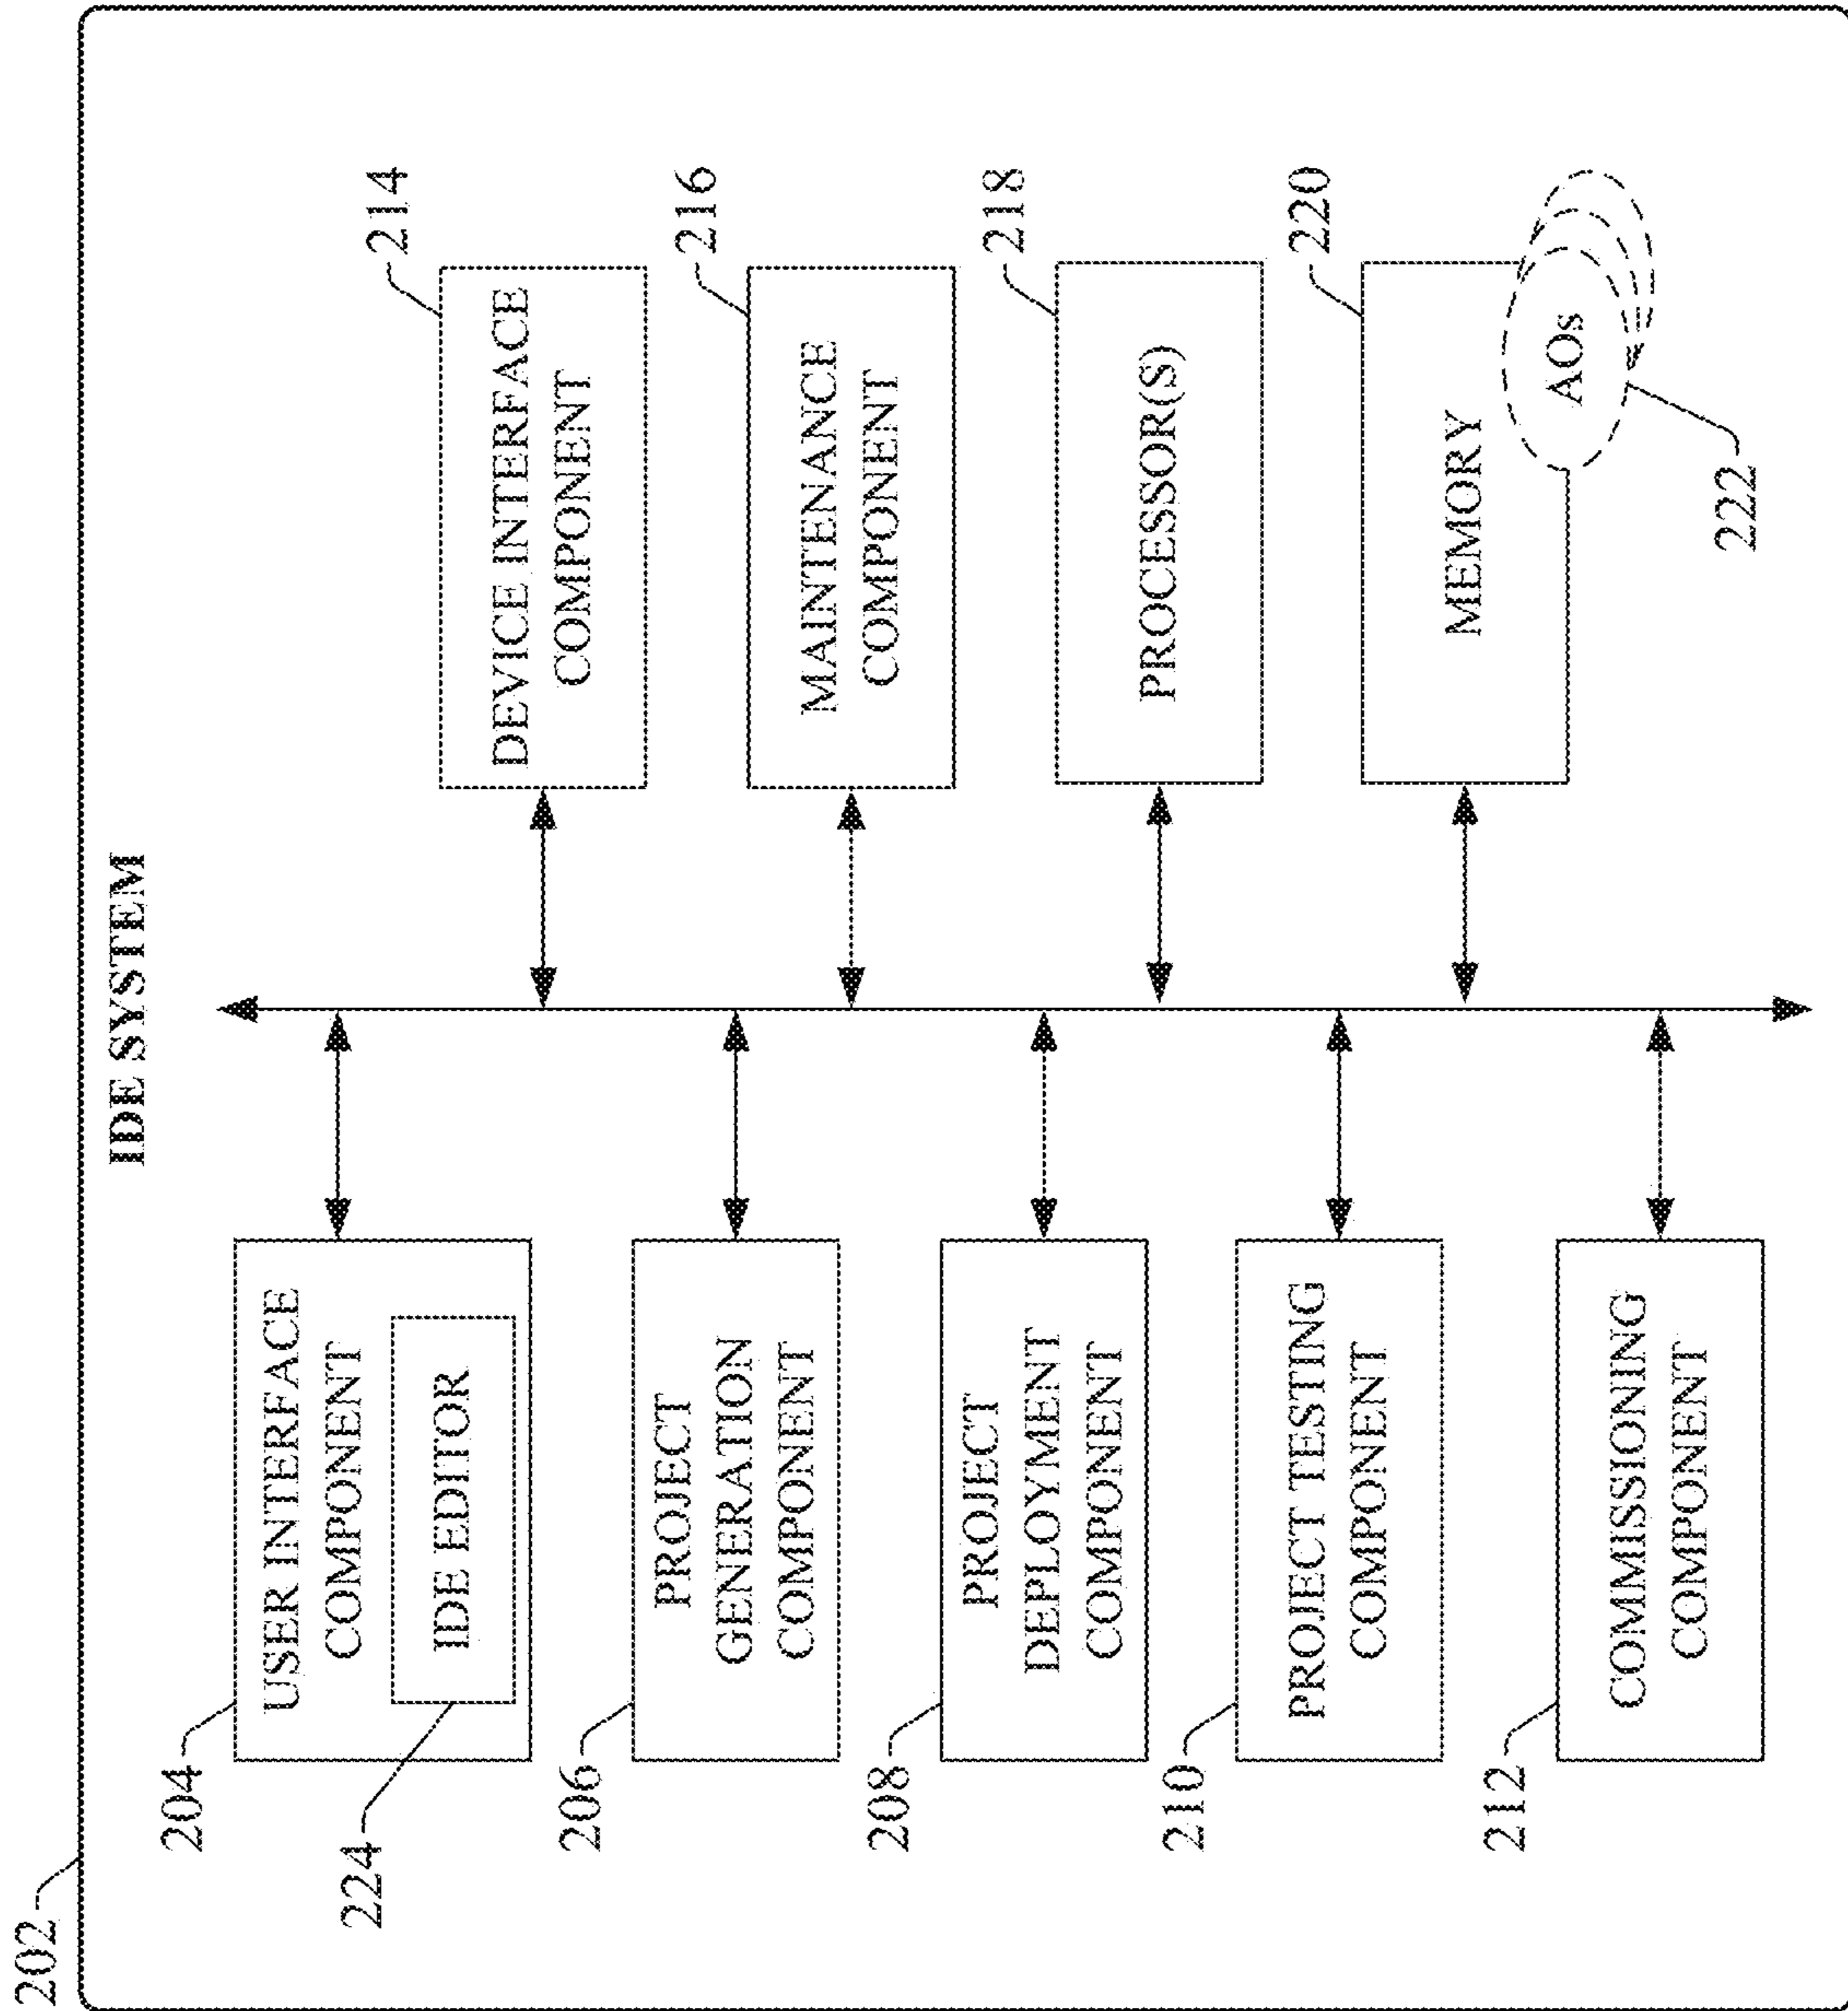 202
IDE SYSTEM
204
USER INTERFACE
COMPONENT
224
IDE EDITOR
206
PROJECT
GENERATION
COMPONENT
208
PROJECT
DEPLOYMENT
COMPONENT
210
PROJECT TESTING
COMPONENT
212
COMMISSIONING
COMPONENT
214
DEVICE INTERFACE
COMPONENT
216
MAINTENANCE
COMPONENT
218
PROCESSOR(S)
220
MEMORY
AOs
222